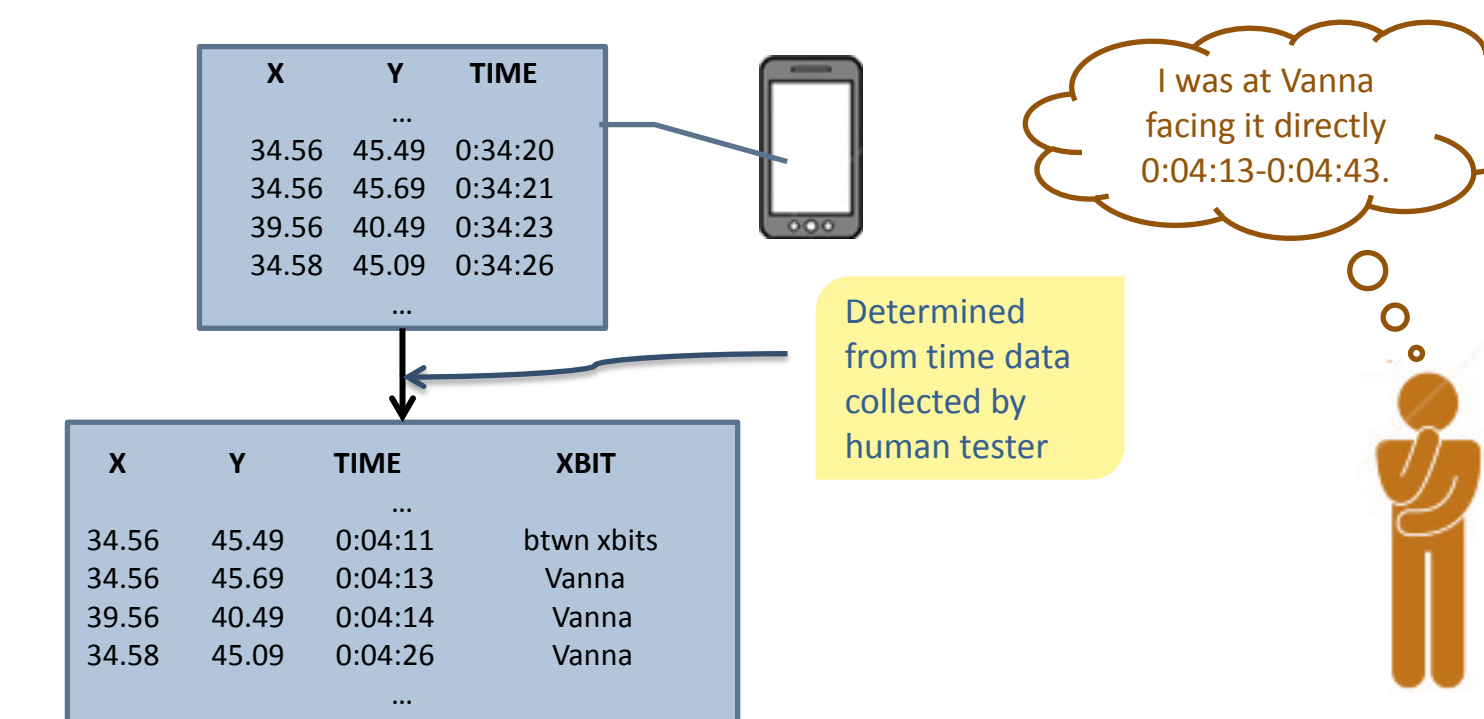 X Y TIME
...
34.56 45.49 0:34:20
34.56 45.69 0:34:21
39.56 40.49 0:34:23
34.58 45.09 0:34:26
...
I was at Vanna
facing it directly
0:04:13-0:04:43.
Determined
from time data
collected by
human tester
X Y TIME XBIT
...
34.56 45.49 0:04:11 btwn xbits
34.56 45.69 0:04:13 Vanna
39.56 40.49 0:04:14 Vanna
34.58 45.09 0:04:26 Vanna
...